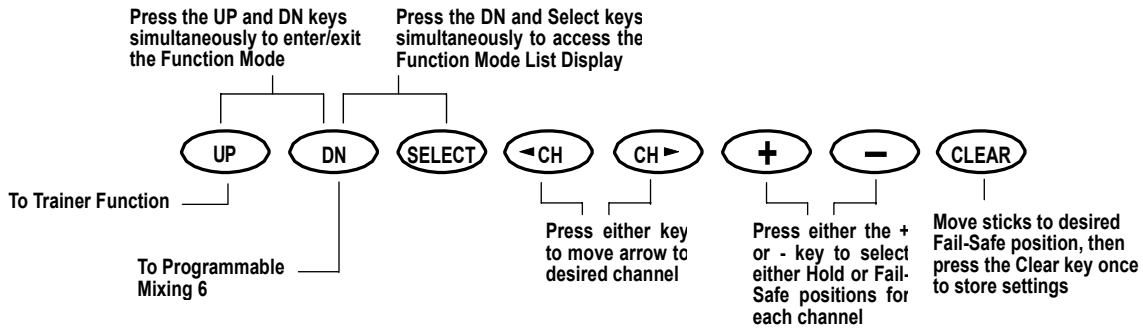 Press the UP and DN keys
simultaneously to enter/exit
the Function Mode
Press the DN and Select keys
simultaneously to access the
Function Mode List Display
UP
DN
SELECT
◄CH
CH►
+
−
CLEAR
To Trainer Function
To Programmable
Mixing 6
Press either key
to move arrow to
desired channel
Press either the +
or - key to select
either Hold or Fail-
Safe positions for
each channel
Move sticks to desired
Fail-Safe position, then
press the Clear key once
to store settings